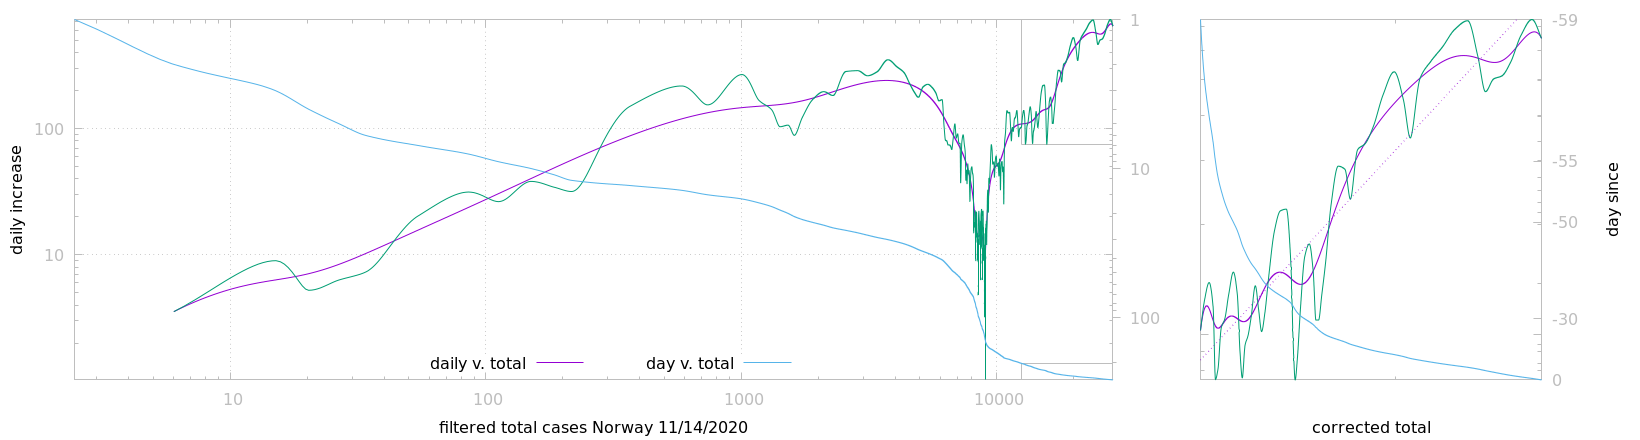 daily increase
100
10
10
100
1000
10000
1
10
100
daily v. total
day v. total
filtered total cases Norway 11/14/2020
-59
-55
-50
-30
0
day since
corrected total